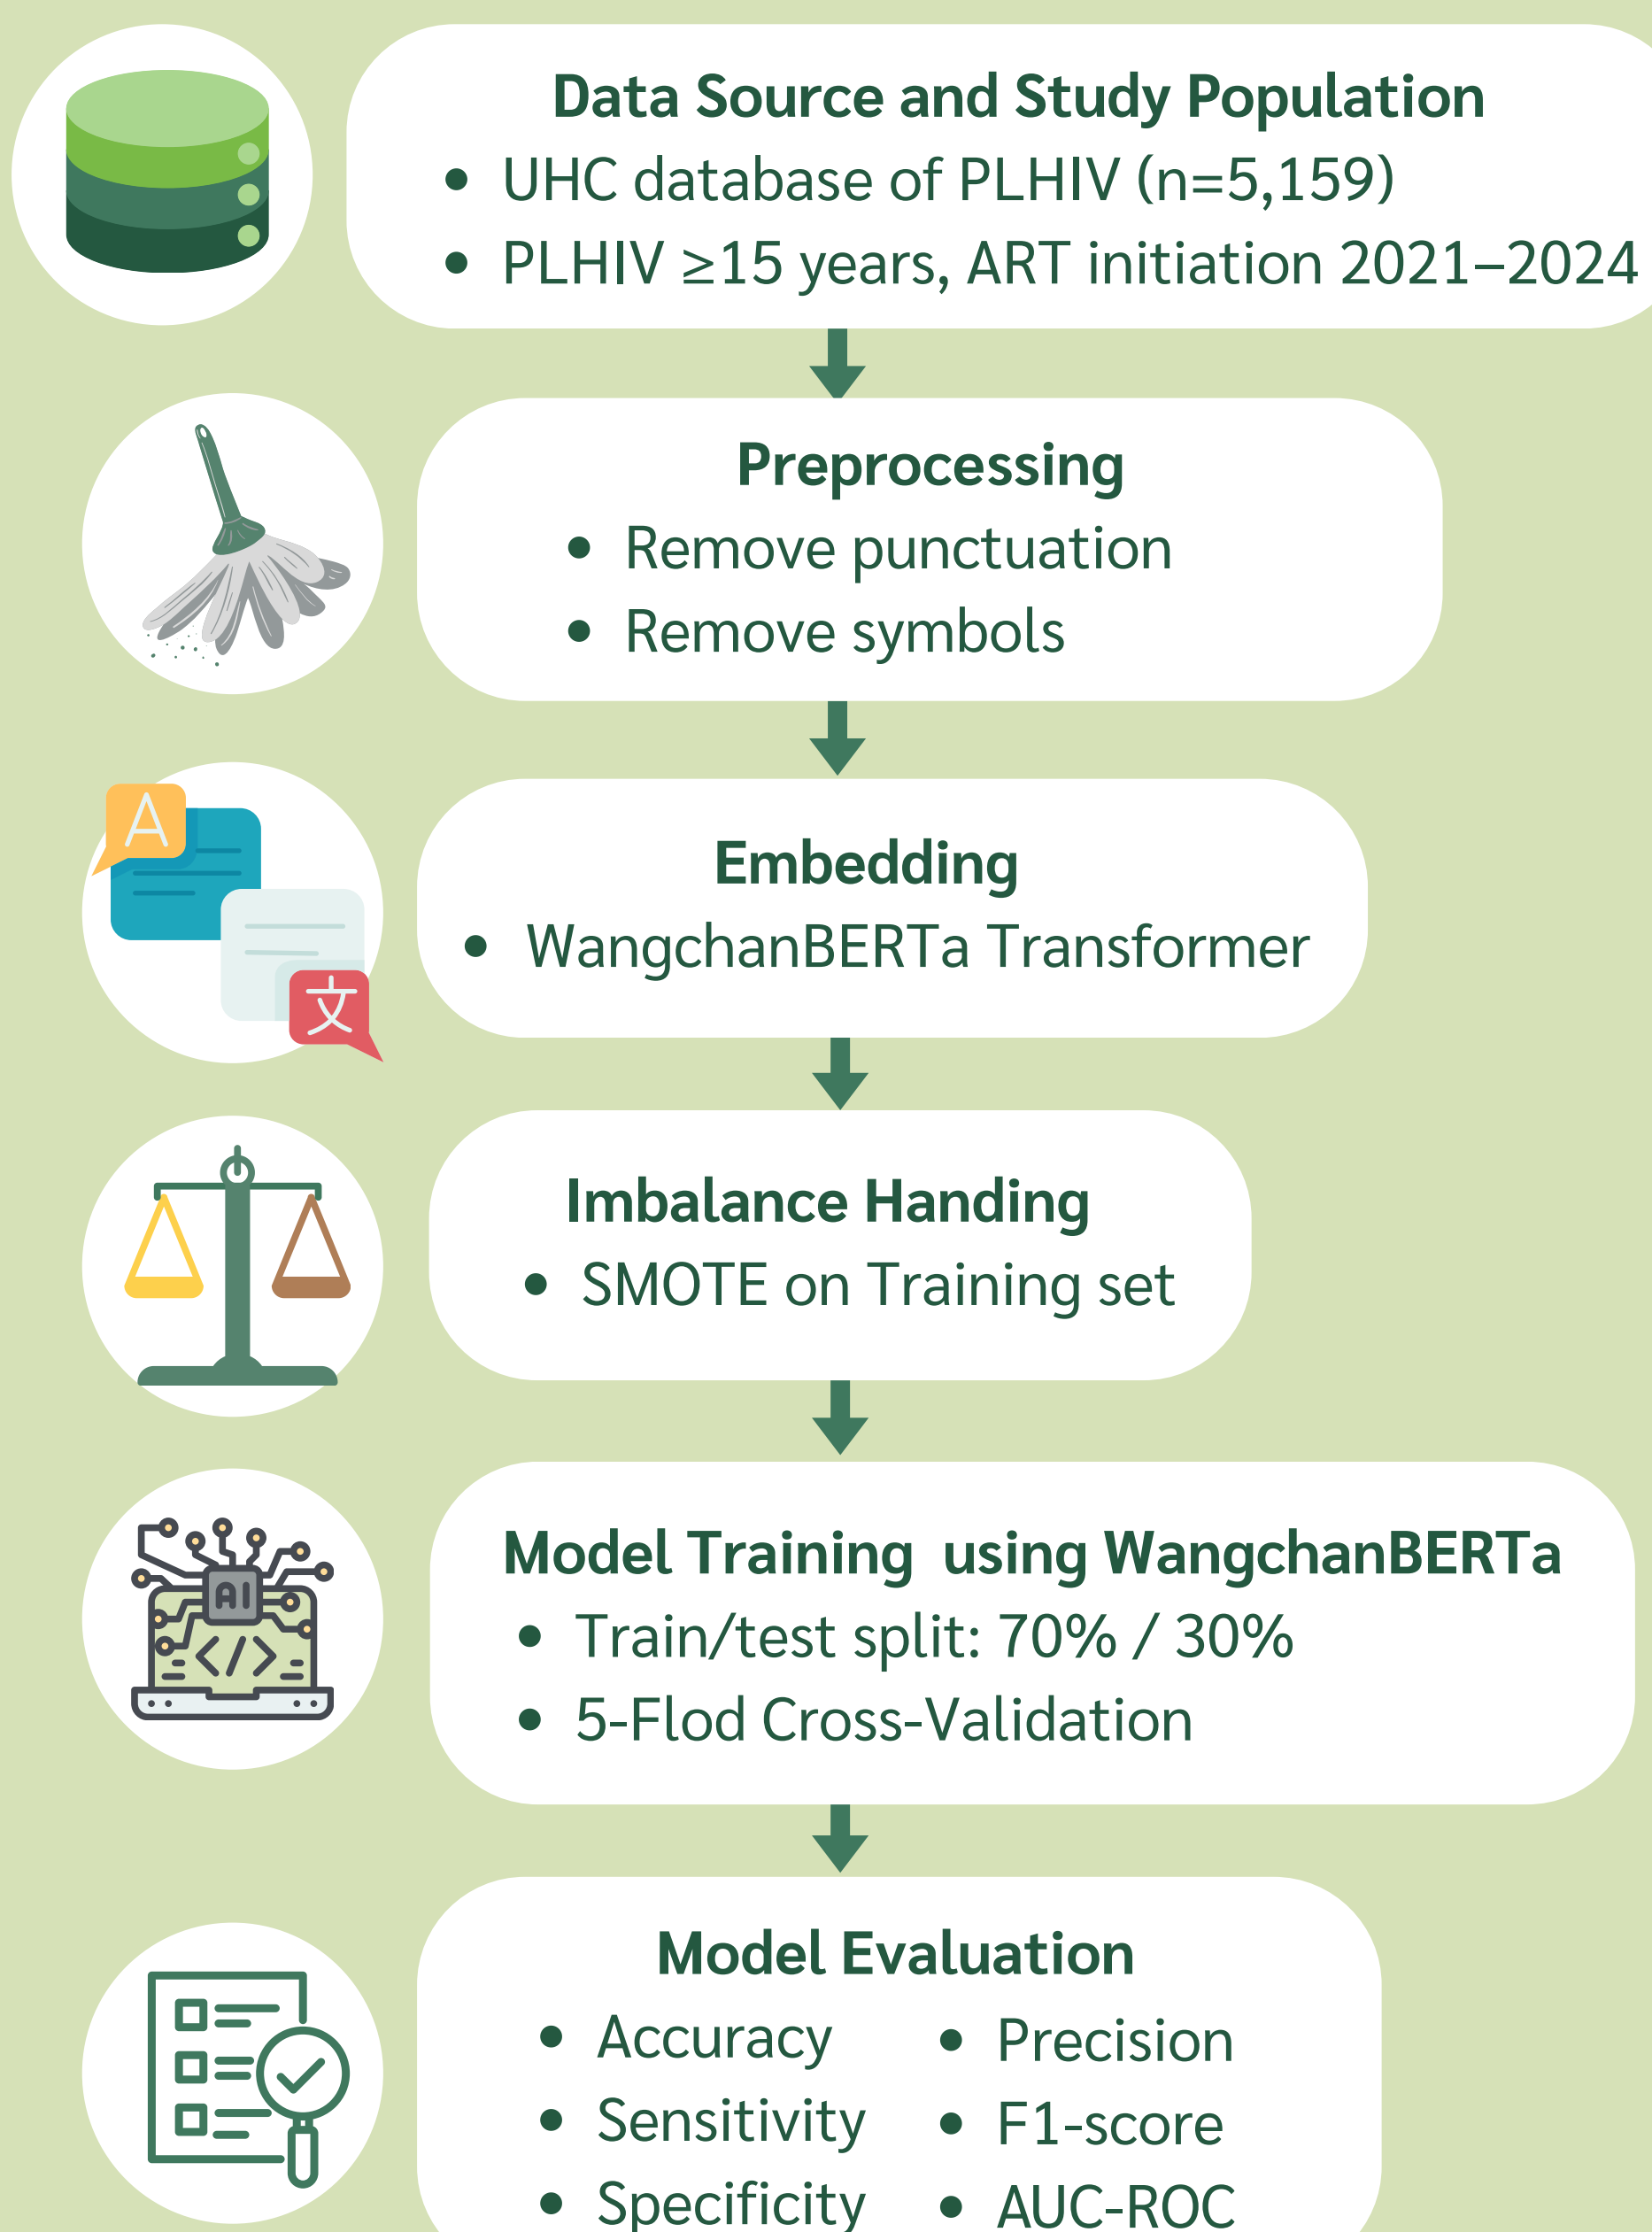 Data Source and Study Population
• UHC database of PLHIV (n=5,159)
• PLHIV ≥15 years, ART initiation 2021–2024
Preprocessing
• Remove punctuation
• Remove symbols
A
文
Embedding
• WangchanBERTa Transformer
Imbalance Handing
• SMOTE on Training set
AI
</>
Model Training using WangchanBERTa
• Train/test split: 70% / 30%
• 5-Flod Cross-Validation
Model Evaluation
• Accuracy
• Sensitivity
• Specificity
• Precision
• F1-score
• AUC-ROC